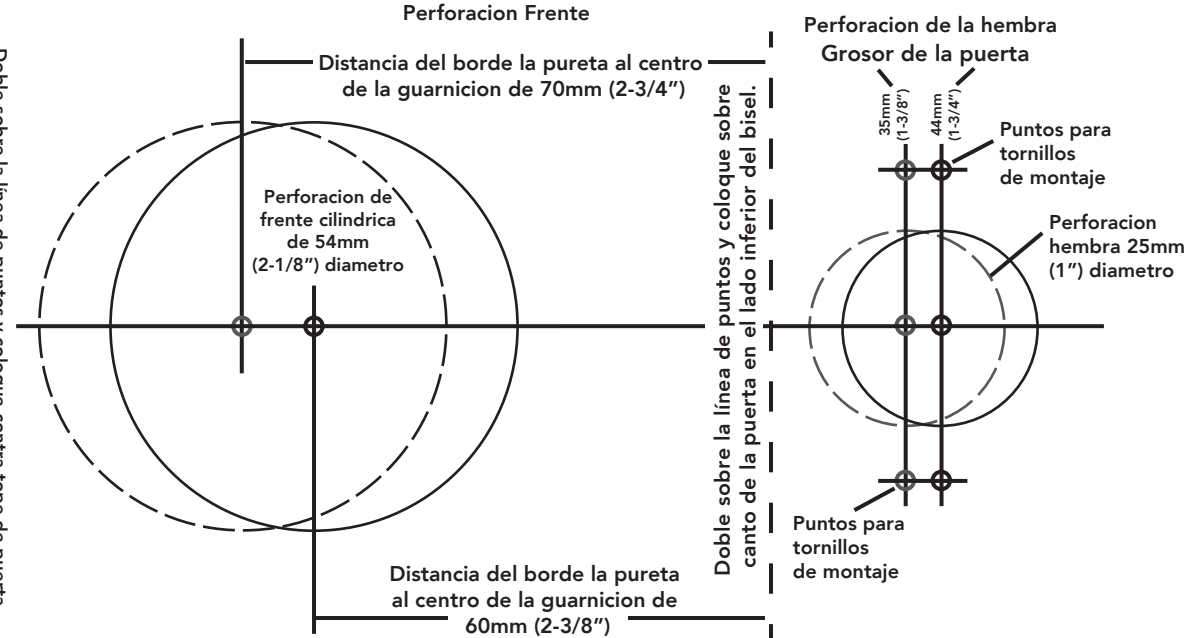 Perforacion Frente
Distancia del borde la pureta al centro
de la guarnicion de 70mm (2-3/4")
Perforacion de
frente cilindrica
de 54mm
(2-1/8") diametro
Distancia del borde la pureta
al centro de la guarnicion de
60mm (2-3/8")
Doble sobre la línea de puntos y coloque sobre
canto de la puerta en el lado inferior del bisel.
Perforacion de la hembra
Grosor de la puerta
35mm
(1-3/8")
44mm
(1-3/4")
Puntos para
tornillos
de montaje
Perforacion
hembra 25mm
(1") diametro
Puntos para
tornillos
de montaje